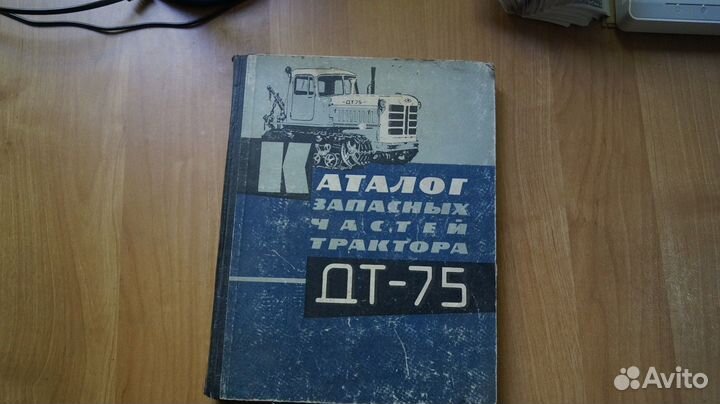 -ДТ-75-
КАТАЛОГ
ЗАПАСНЫХ
ЧАСТЕЙ
ТРАКТОРА
ДТ-75
Avito